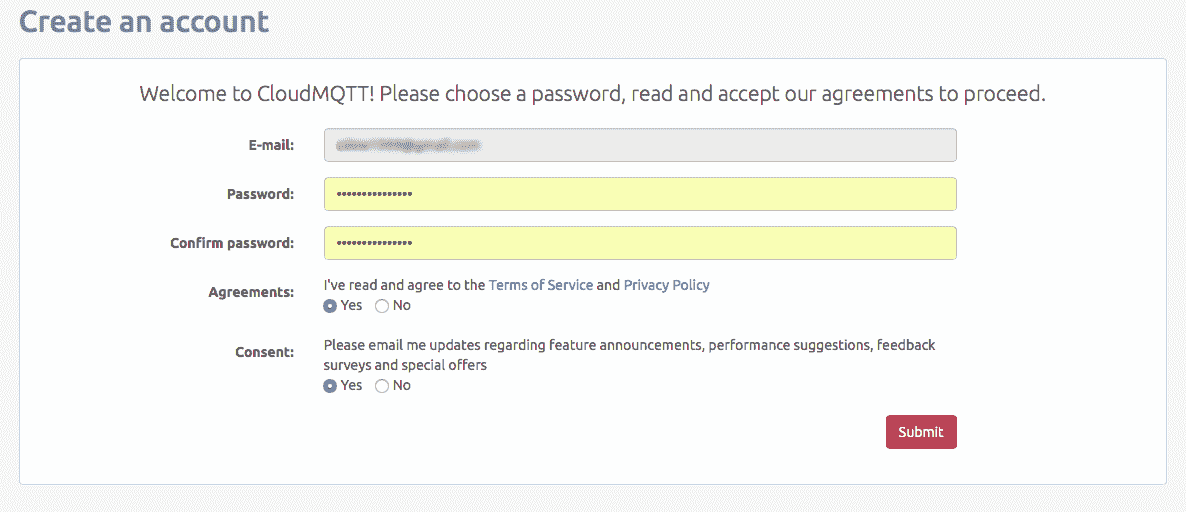 Create an account
Welcome to CloudMQTT! Please choose a password, read and accept our agreements to proceed.
E-mail:
Password: •••••••••••••••
Confirm password: •••••••••••••••
Agreements: I've read and agree to the Terms of Service and Privacy Policy
Yes No
Consent: Please email me updates regarding feature announcements, performance suggestions, feedback
surveys and special offers
Yes No
Submit